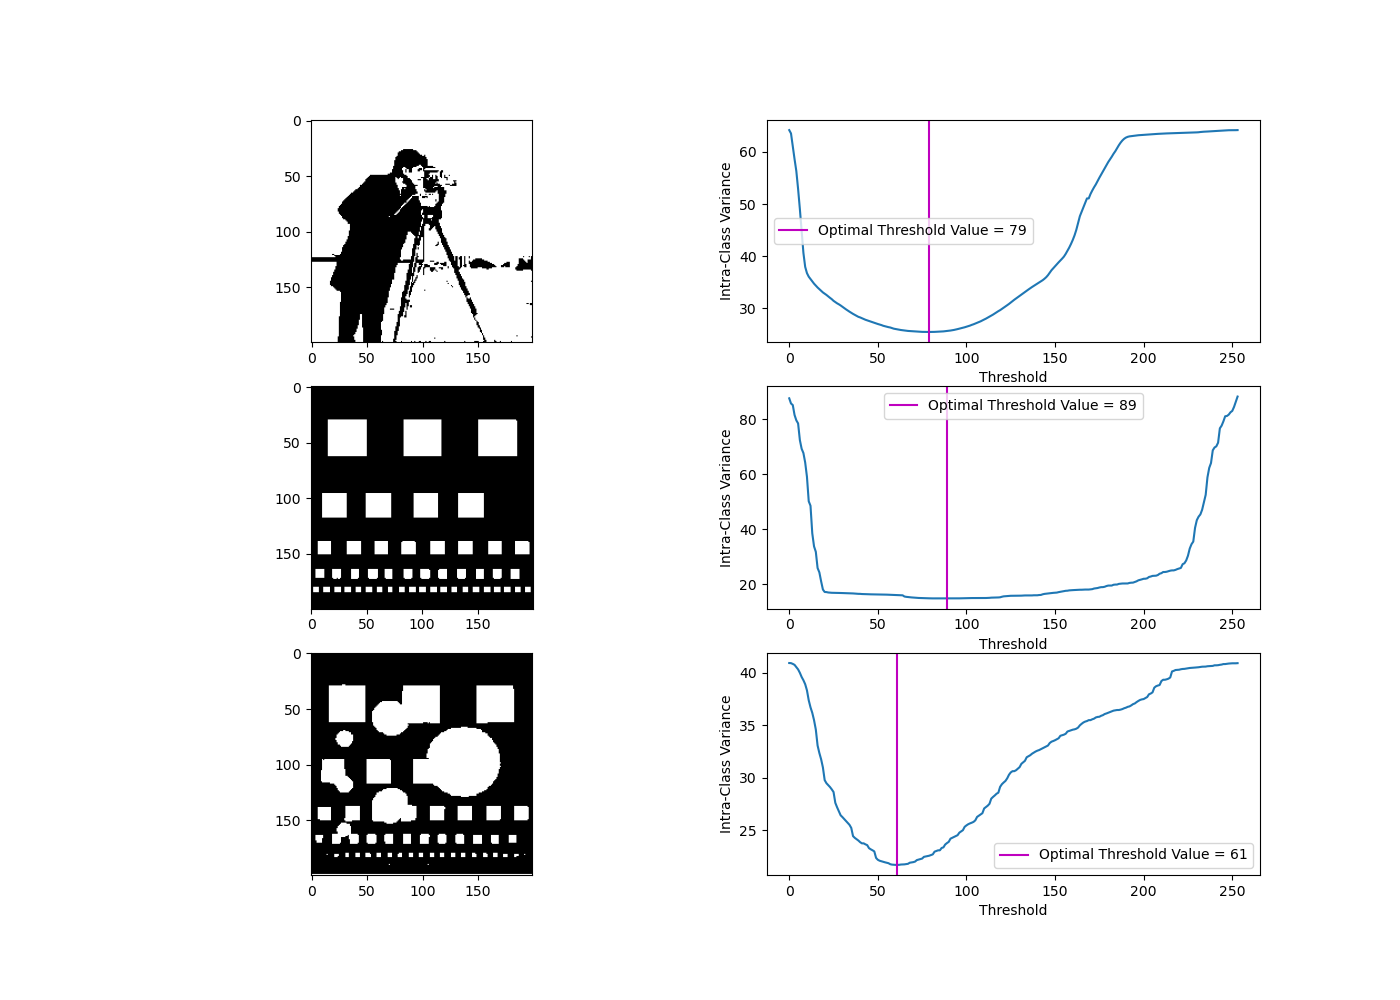 0
50
100
150
0 50 100 150
60
50
40
30
Intra-Class Variance
Optimal Threshold Value = 79
0 50 100 150 200 250
Threshold
0
50
100
150
0 50 100 150
80
60
40
20
Intra-Class Variance
Optimal Threshold Value = 89
0 50 100 150 200 250
Threshold
0
50
100
150
0 50 100 150
40
35
30
25
Intra-Class Variance
Optimal Threshold Value = 61
0 50 100 150 200 250
Threshold